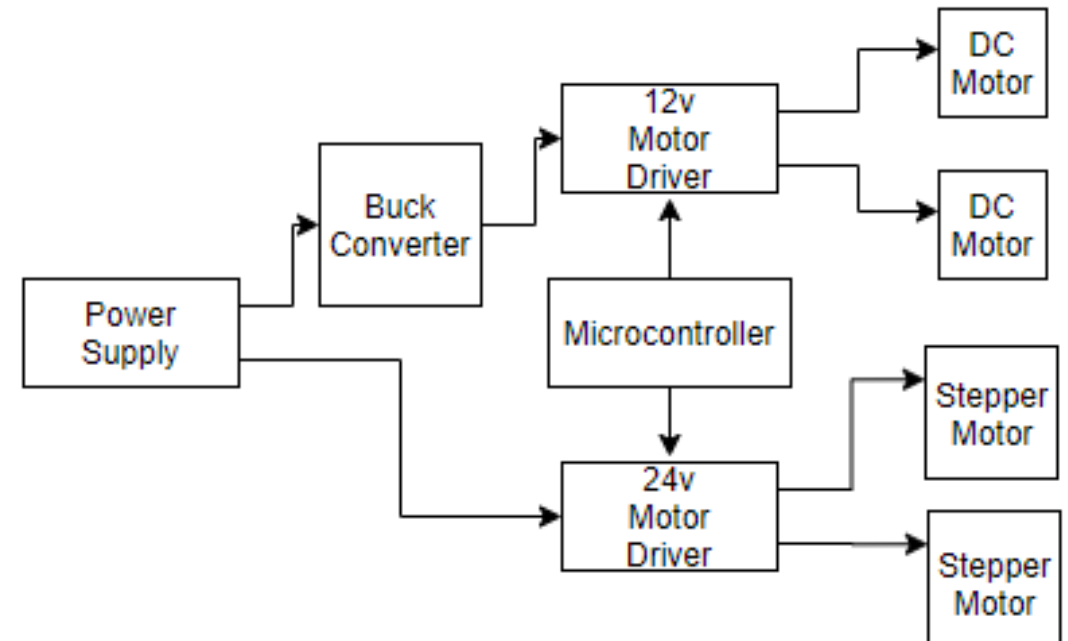 DC
Motor
12v
Motor
Driver
Buck
Converter
DC
Motor
Power
Supply
Microcontroller
Stepper
Motor
24v
Motor
Driver
Stepper
Motor